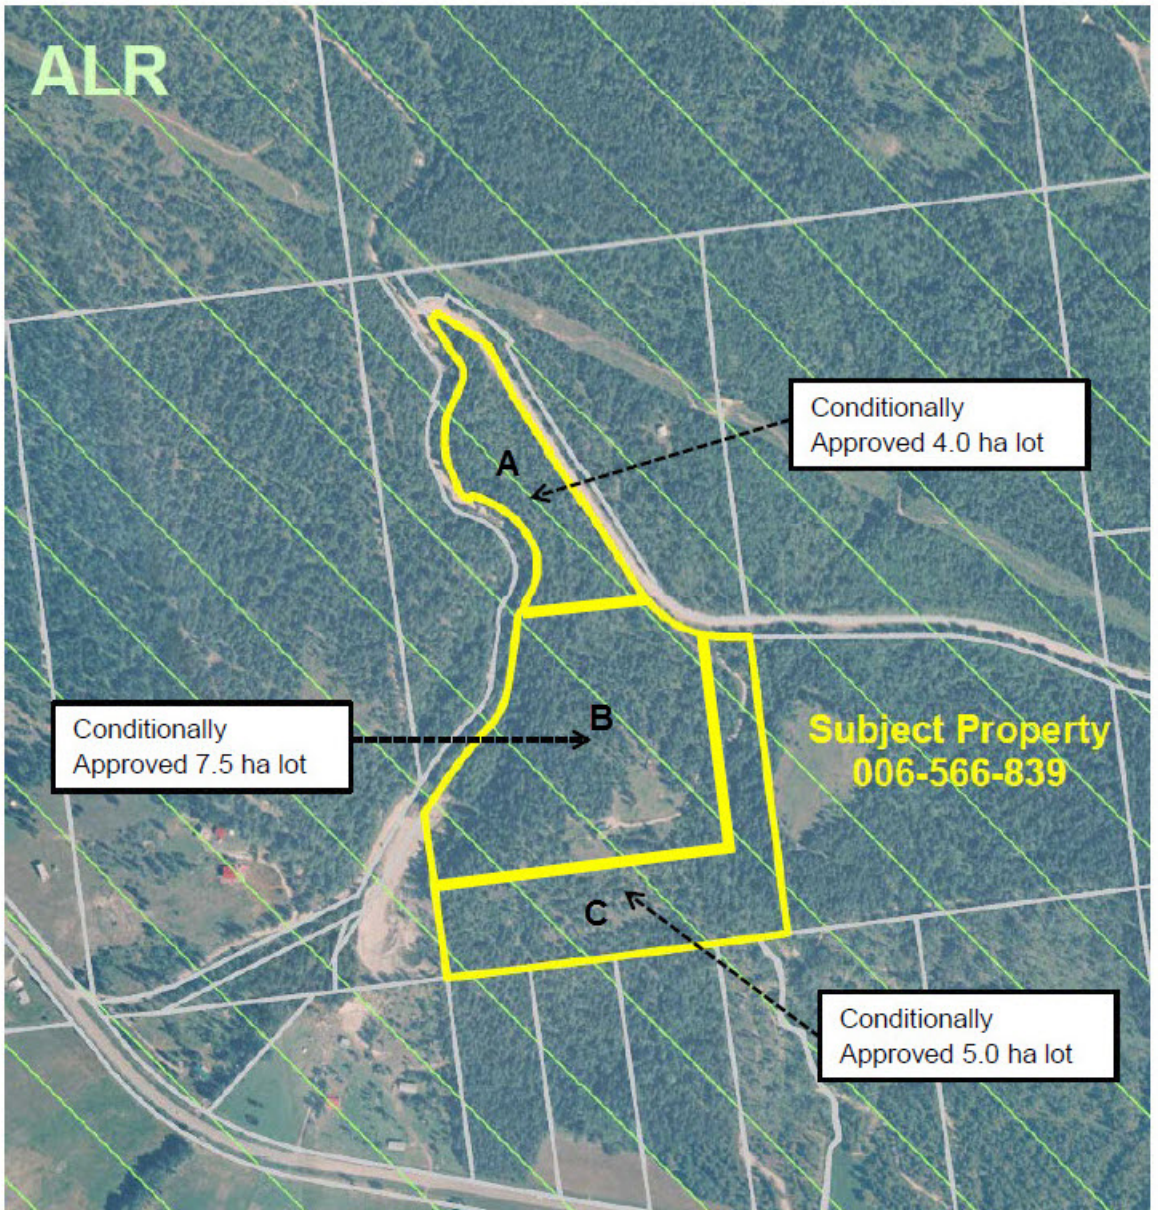 ALR
Conditionally
Approved 4.0 ha lot
A
Conditionally
Approved 7.5 ha lot
B
Subject Property
006-566-839
C
Conditionally
Approved 5.0 ha lot